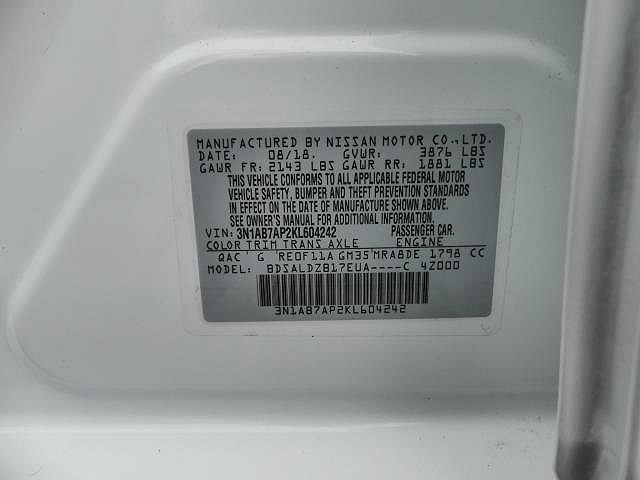 MANUFACTURED BY NISSAN MOTOR CO.,LTD.
DATE: 08/18. GVWR: 3876 LBS
GAWR FR: 2143 LBS GAWR RR: 1881 LBS
THIS VEHICLE CONFORMS TO ALL APPLICABLE FEDERAL MOTOR
VEHICLE SAFETY, BUMPER AND THEFT PREVENTION STANDARDS
IN EFFECT ON THE DATE OF MANUFACTURE SHOWN ABOVE.
SEE OWNER'S MANUAL FOR ADDITIONAL INFORMATION.
VIN: 3N1AB7AP2KL604242 PASSENGER CAR.
COLOR TRIM TRANS AXLE ENGINE
QAC' G 'RE0F11A GM35'MRA8DE 1798 CC
MODEL: BDSALDZB17EUA----C 4Z000
3N1AB7AP2KL604242